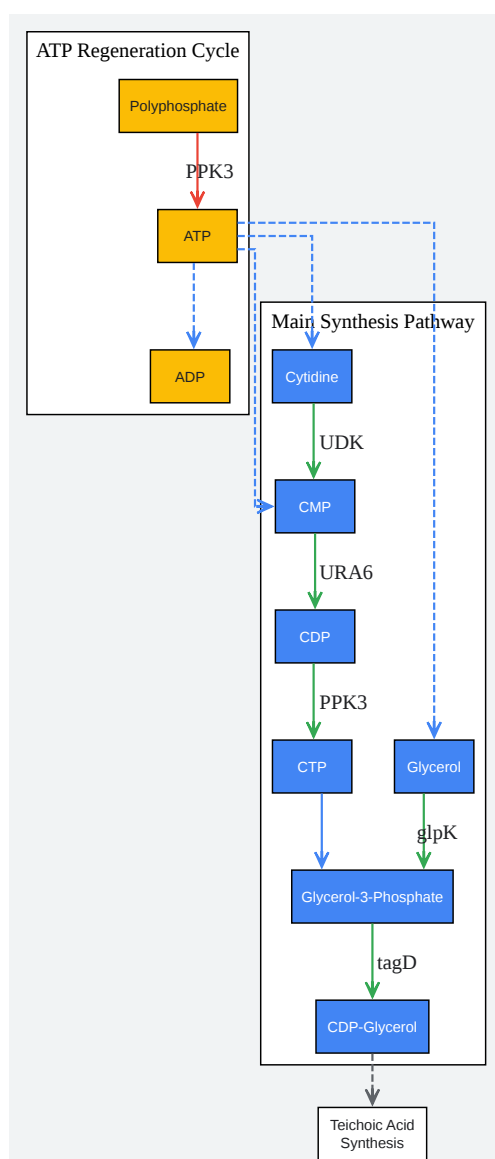 ATP Regeneration Cycle
Polyphosphate
PPK3
ATP
ADP
Main Synthesis Pathway
Cytidine
UDK
CMP
URA6
CDP
PPK3
CTP
Glycerol
glpK
Glycerol-3-Phosphate
tagD
CDP-Glycerol
Teichoic Acid
Synthesis